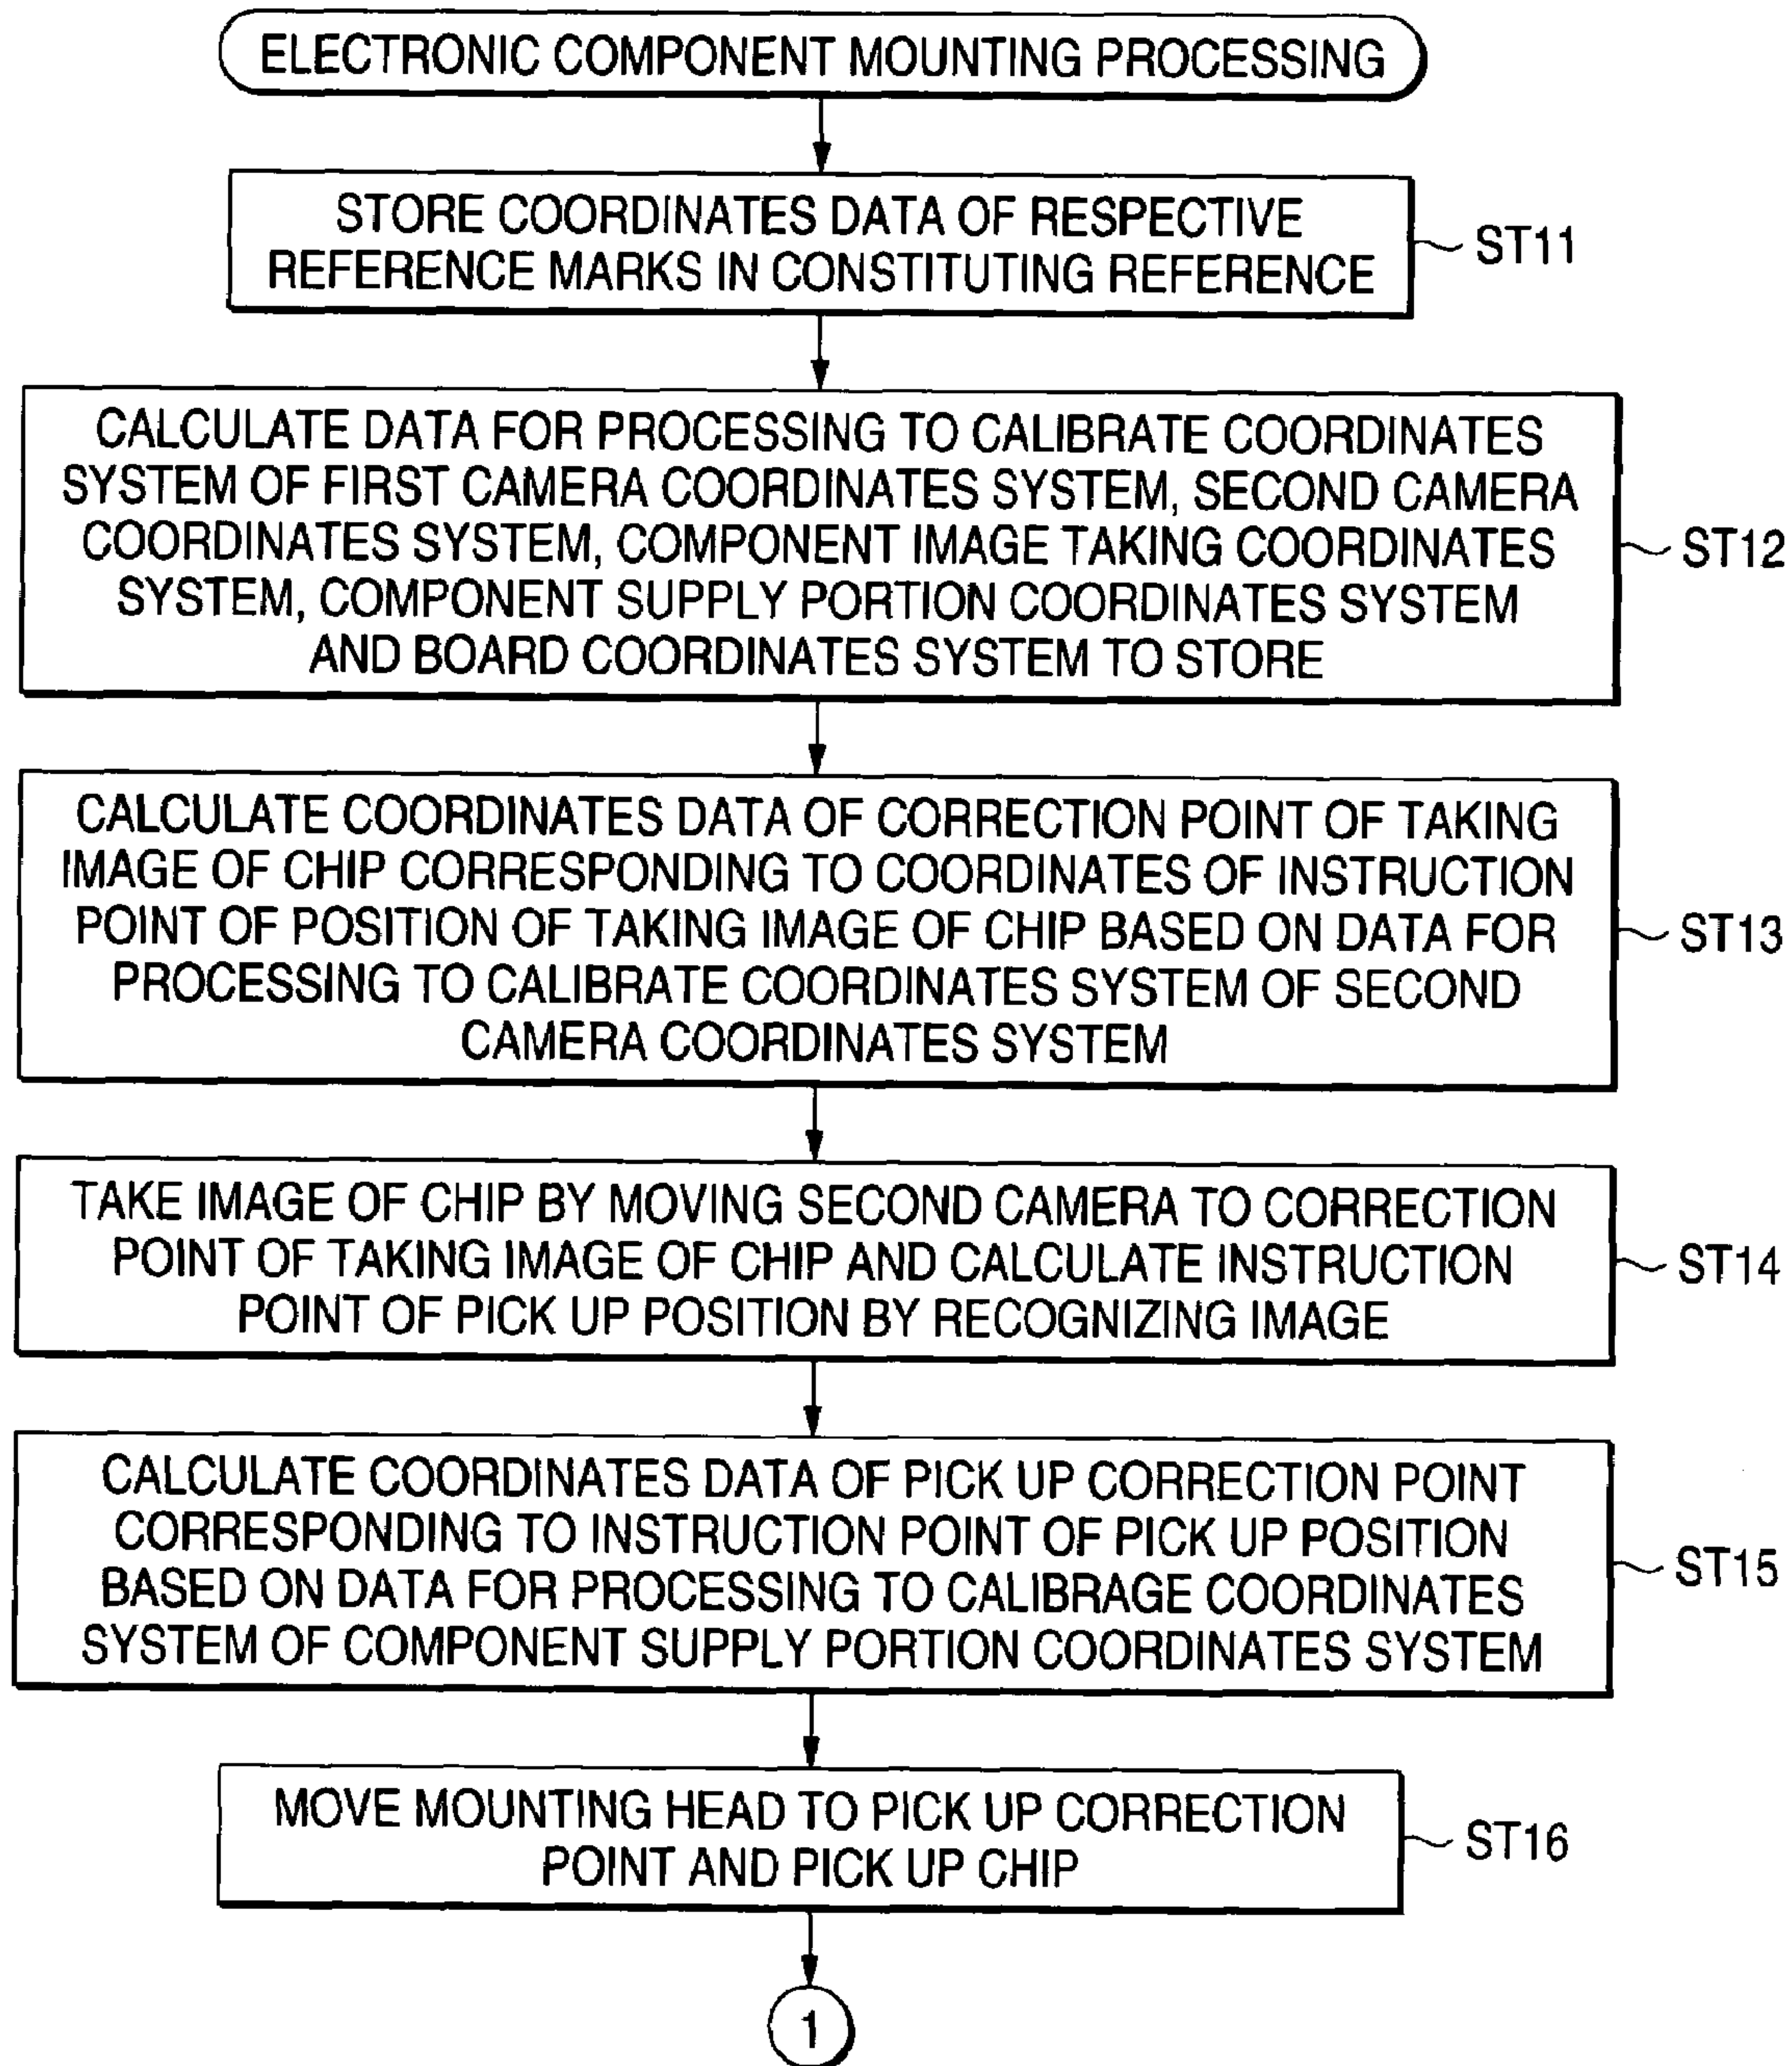 ELECTRONIC COMPONENT MOUNTING PROCESSING
STORE COORDINATES DATA OF RESPECTIVE
REFERENCE MARKS IN CONSTITUTING REFERENCE
ST11
CALCULATE DATA FOR PROCESSING TO CALIBRATE COORDINATES
SYSTEM OF FIRST CAMERA COORDINATES SYSTEM, SECOND CAMERA
COORDINATES SYSTEM, COMPONENT IMAGE TAKING COORDINATES
SYSTEM, COMPONENT SUPPLY PORTION COORDINATES SYSTEM
AND BOARD COORDINATES SYSTEM TO STORE
ST12
CALCULATE COORDINATES DATA OF CORRECTION POINT OF TAKING
IMAGE OF CHIP CORRESPONDING TO COORDINATES OF INSTRUCTION
POINT OF POSITION OF TAKING IMAGE OF CHIP BASED ON DATA FOR
PROCESSING TO CALIBRATE COORDINATES SYSTEM OF SECOND
CAMERA COORDINATES SYSTEM
ST13
TAKE IMAGE OF CHIP BY MOVING SECOND CAMERA TO CORRECTION
POINT OF TAKING IMAGE OF CHIP AND CALCULATE INSTRUCTION
POINT OF PICK UP POSITION BY RECOGNIZING IMAGE
ST14
CALCULATE COORDINATES DATA OF PICK UP CORRECTION POINT
CORRESPONDING TO INSTRUCTION POINT OF PICK UP POSITION
BASED ON DATA FOR PROCESSING TO CALIBRAGE COORDINATES
SYSTEM OF COMPONENT SUPPLY PORTION COORDINATES SYSTEM
ST15
MOVE MOUNTING HEAD TO PICK UP CORRECTION
POINT AND PICK UP CHIP
ST16
1